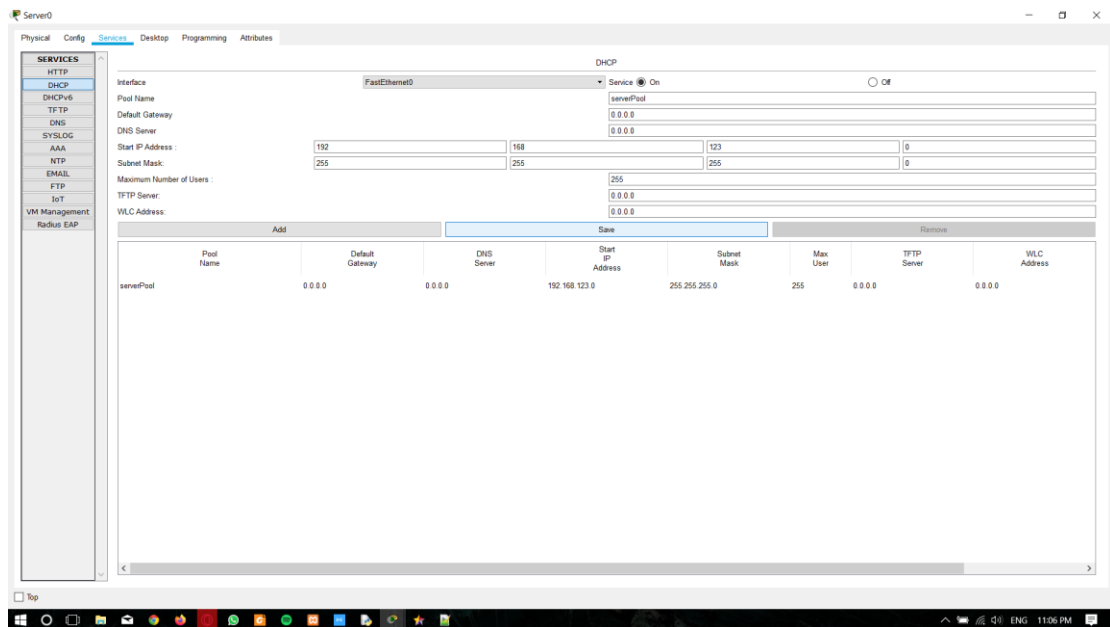 Server0
Physical Config Services Desktop Programming Attributes
SERVICES
HTTP
DHCP
DHCPv6
TFTP
DNS
SYSLOG
AAA
NTP
EMAIL
FTP
IoT
VM Management
Radius EAP
DHCP
Interface FastEthernet0 Service On Off
Pool Name serverPool
Default Gateway 0.0.0.0
DNS Server 0.0.0.0
Start IP Address : 192 168 123 0
Subnet Mask: 255 255 255 0
Maximum Number of Users : 255
TFTP Server: 0.0.0.0
WLC Address: 0.0.0.0
Add Save Remove
Pool Name Default Gateway DNS Server Start IP Address Subnet Mask Max User TFTP Server WLC Address
serverPool 0.0.0.0 0.0.0.0 192.168.123.0 255.255.255.0 255 0.0.0.0 0.0.0.0
Top
ENG 11:06 PM